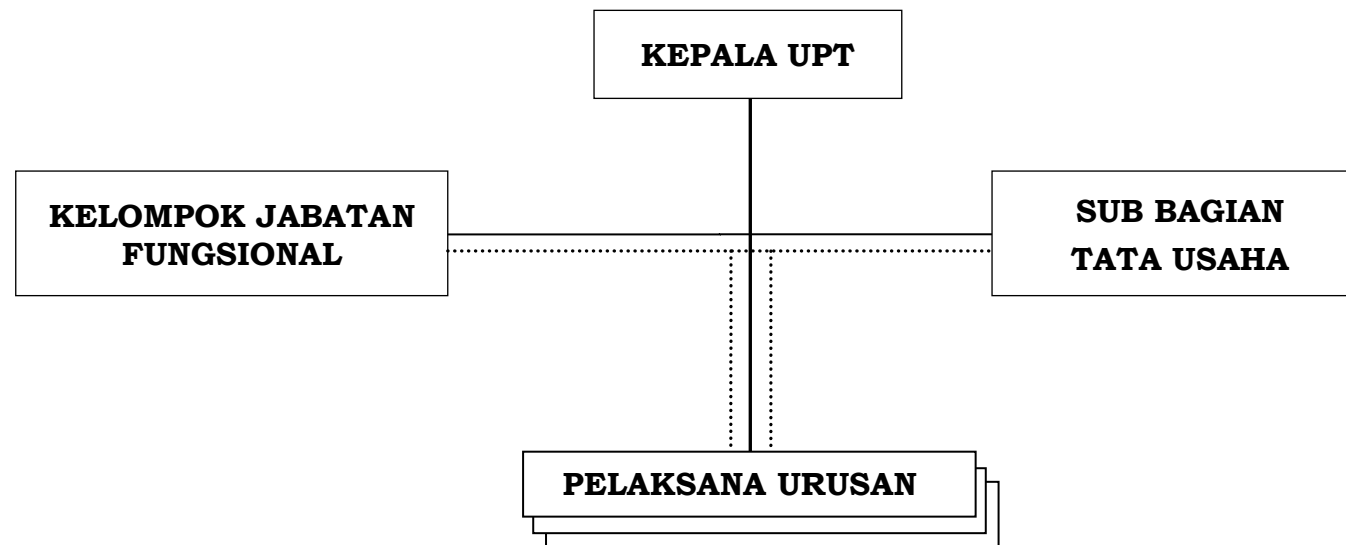 KEPALA UPT
KELOMPOK JABATAN
FUNGSIONAL
SUB BAGIAN
TATA USAHA
PELAKSANA URUSAN